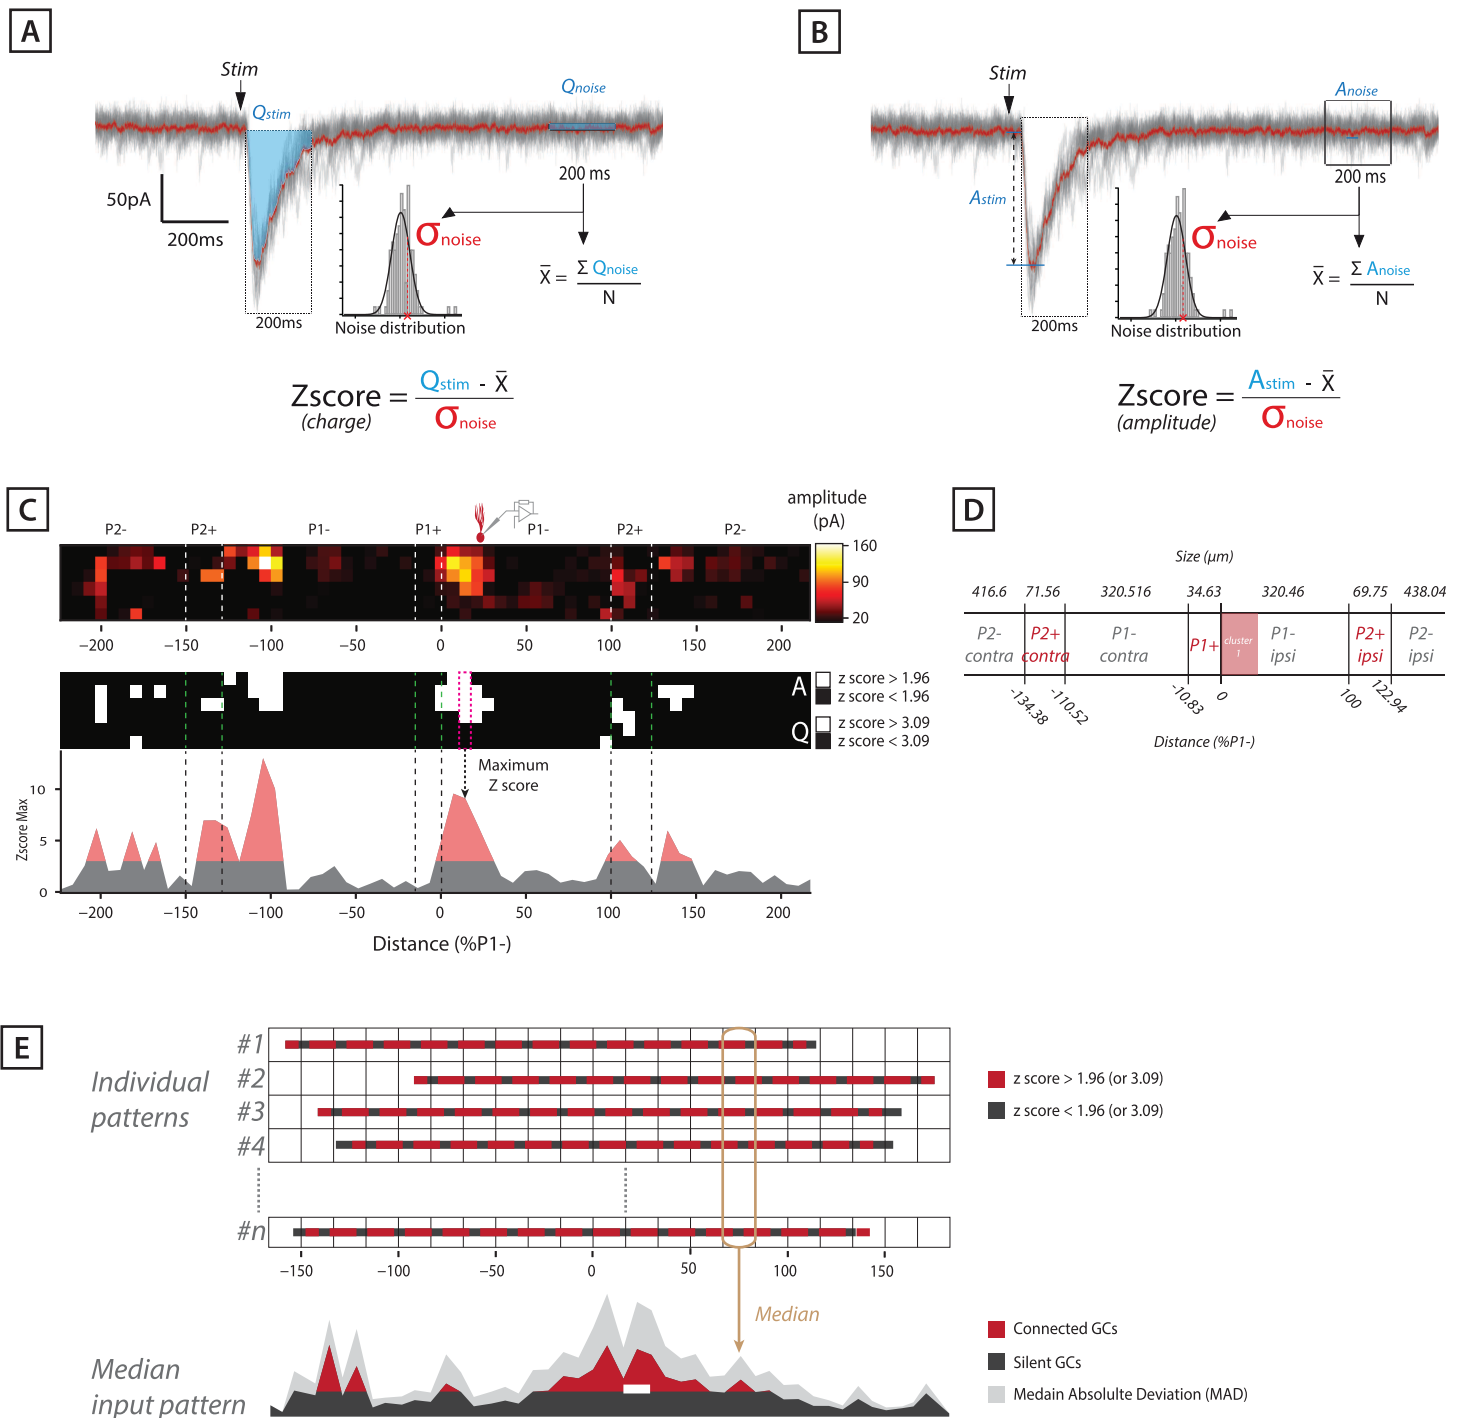 A
Stim
Qstim
Qnoise
50pA
200ms
200 ms
σnoise
X̅ = Σ Qnoise
N
200ms
Noise distribution
Zscore = Qstim - X̅
(charge)
σnoise
B
Stim
Anoise
Astim
200 ms
σnoise
X̅ = Σ Anoise
N
200ms
Noise distribution
Zscore = Astim - X̅
(amplitude)
σnoise
C
amplitude
(pA)
P2- P2+ P1- P1+ P1- P2+ P2-
160
90
20
−200 −150 −100 −50 0 50 100 150 200
A
z score > 1.96
z score < 1.96
Q
z score > 3.09
z score < 3.09
Maximum
Z score
Zscore Max
10
5
0
−200 −150 −100 −50 0 50 100 150 200
Distance (%P1-)
D
Size (µm)
416.6 71.56 320.516 34.63 320.46 69.75 438.04
P2- P2+ P1- P1+ cluster P1- P2+ P2-
contra contra contra 1 ipsi ipsi ipsi
-134.38 -110.52 -10.83 0 100 122.94
Distance (%P1-)
E
Individual
patterns
#1
#2
#3
#4
#n
z score > 1.96 (or 3.09)
z score < 1.96 (or 3.09)
−150 −100 −50 0 50 100 150
Median
Median
input pattern
Connected GCs
Silent GCs
Medain Absolulte Deviation (MAD)